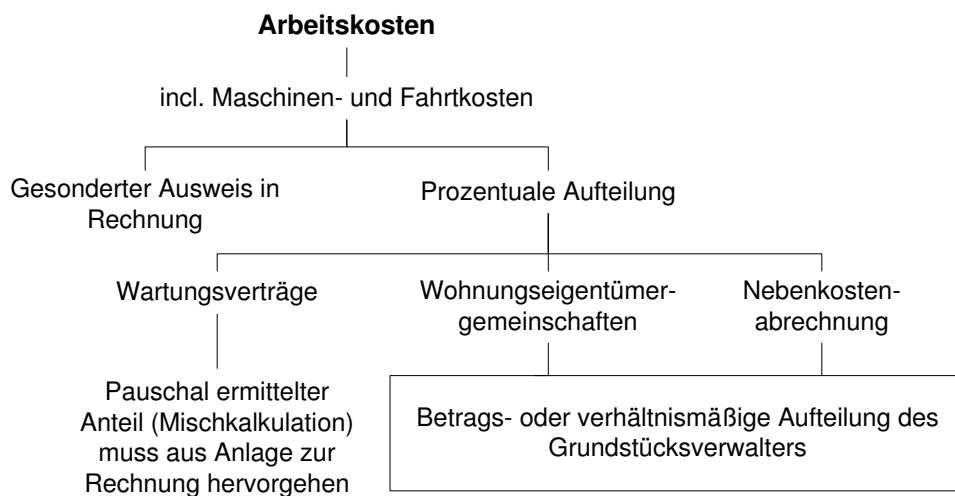 Arbeitskosten
incl. Maschinen- und Fahrtkosten
Gesonderter Ausweis in
Rechnung
Prozentuale Aufteilung
Wartungsverträge
Wohnungseigentümer-
gemeinschaften
Nebenkosten-
abrechnung
Pauschal ermittelter
Anteil (Mischkalkulation)
muss aus Anlage zur
Rechnung hervorgehen
Betrags- oder verhältnismäßige Aufteilung des
Grundstücksverwalters